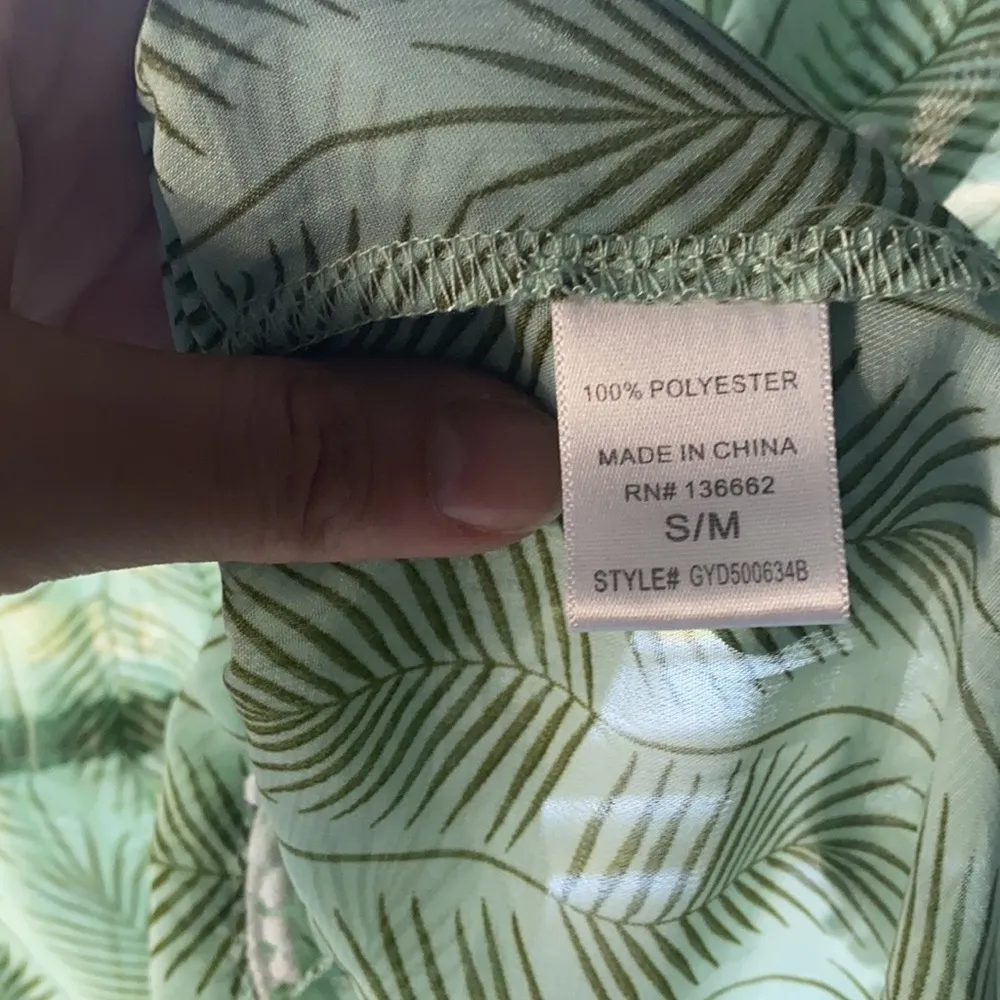 100% POLYESTER
MADE IN CHINA
RN# 136662
S/M
STYLE# GYD500634B